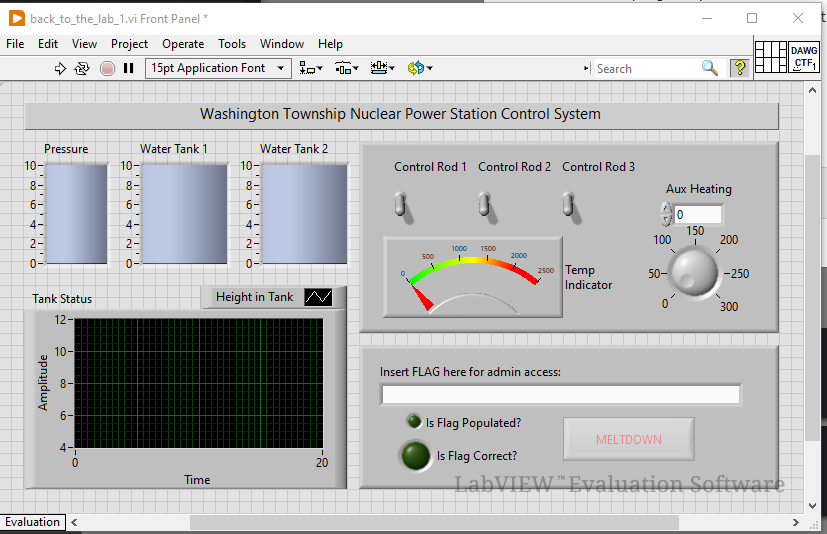 back_to_the_lab_1.vi Front Panel *
File Edit View Project Operate Tools Window Help
15pt Application Font
Search
?
DAWG
CTF
1
Washington Township Nuclear Power Station Control System
Pressure
10
8
6
4
2
0
Water Tank 1
10
8
6
4
2
0
Water Tank 2
10
8
6
4
2
0
Control Rod 1 Control Rod 2 Control Rod 3
0
500
1000
1500
2000
2500
Temp
Indicator
Aux Heating
0
0
50
100
150
200
250
300
Tank Status
Height in Tank
12
10
8
6
4
Amplitude
0 20
Time
Insert FLAG here for admin access:
Is Flag Populated?
Is Flag Correct?
MELTDOWN
LabVIEW™ Evaluation Software
Evaluation